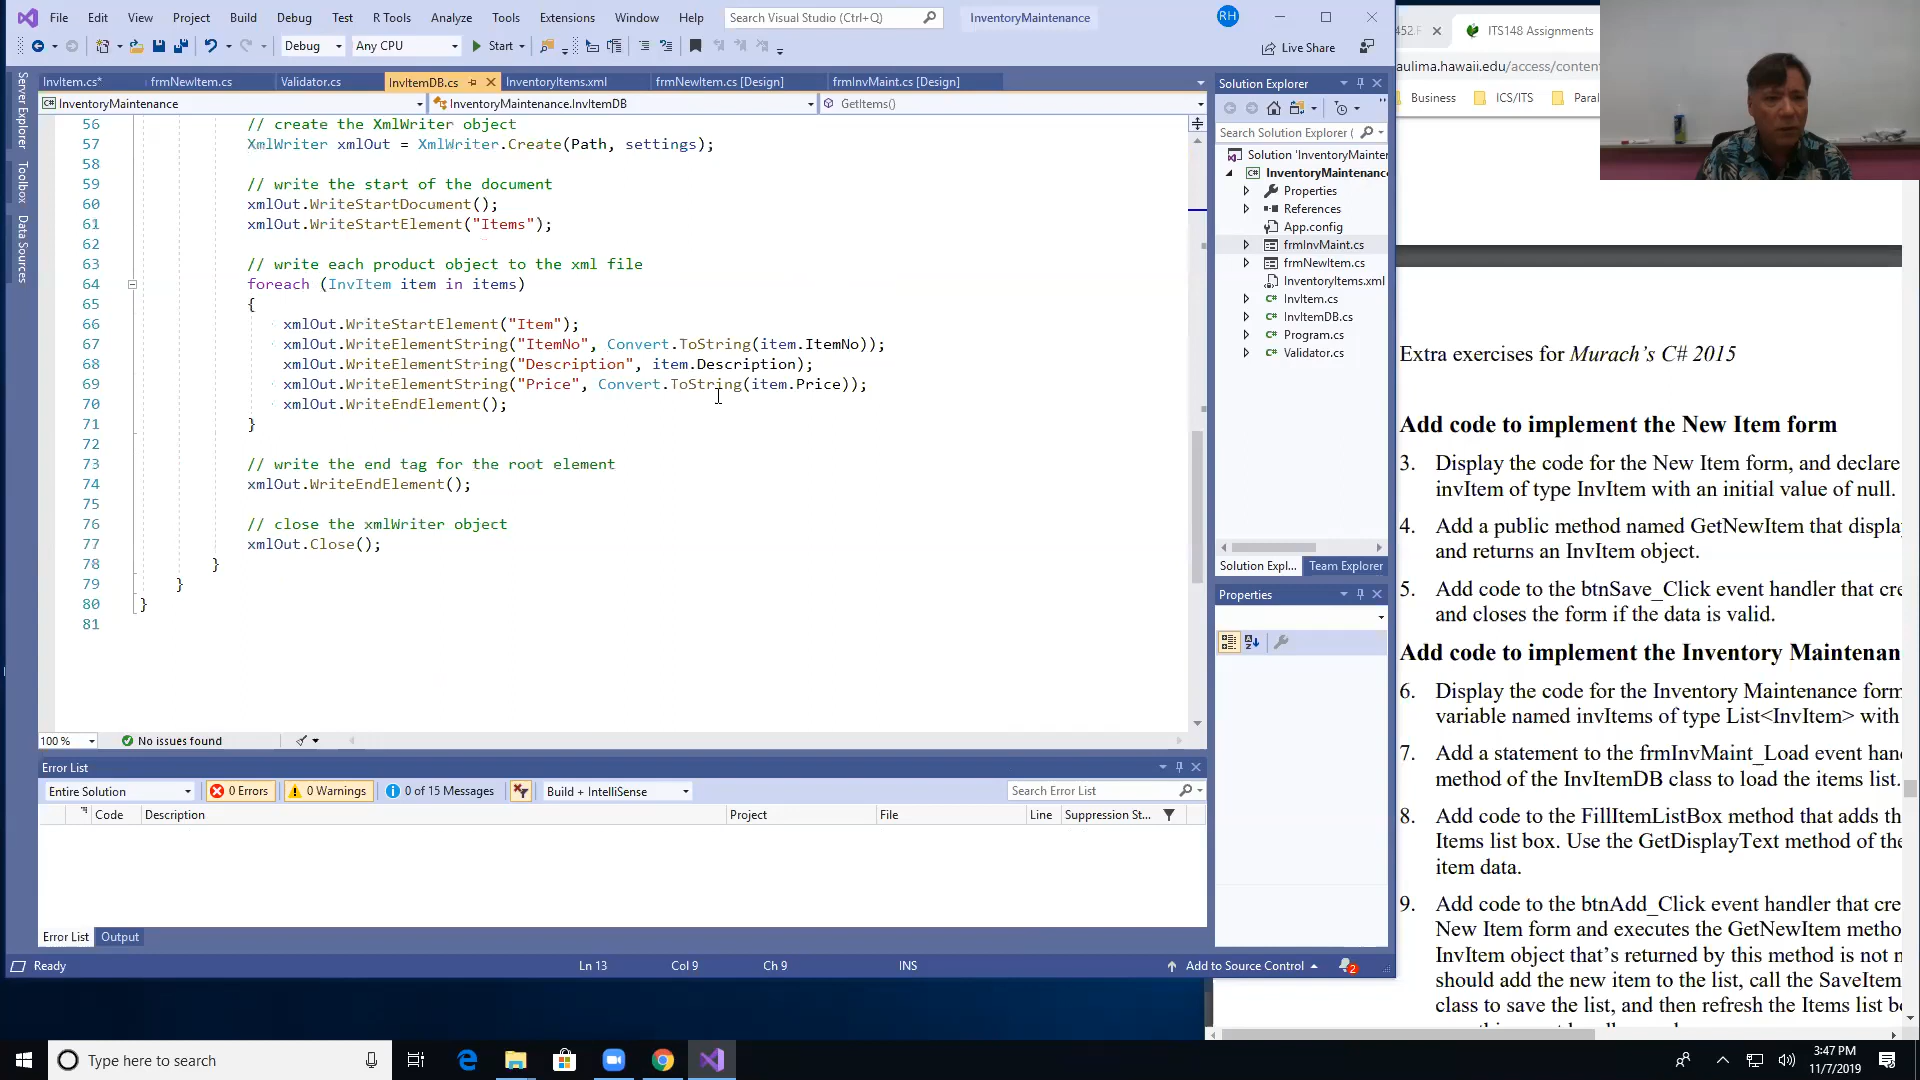 File Edit View Project Build Debug Test R Tools Analyze Tools Extensions Window Help Search Visual Studio (Ctrl+Q) InventoryMaintenance RH
Debug Any CPU Start Live Share
InvItem.cs* frmNewItem.cs Validator.cs InvItemDB.cs InventoryItems.xml frmNewItem.cs [Design] frmInvMaint.cs [Design]
InventoryMaintenance InventoryMaintenance.InvItemDB GetItems()
Server Explorer
Toolbox
Data Sources
56 // create the XmlWriter object
57 XmlWriter xmlOut = XmlWriter.Create(Path, settings);
58
59 // write the start of the document
60 xmlOut.WriteStartDocument();
61 xmlOut.WriteStartElement("Items");
62
63 // write each product object to the xml file
64 foreach (InvItem item in items)
65 {
66 xmlOut.WriteStartElement("Item");
67 xmlOut.WriteElementString("ItemNo", Convert.ToString(item.ItemNo));
68 xmlOut.WriteElementString("Description", item.Description);
69 xmlOut.WriteElementString("Price", Convert.ToString(item.Price));
70 xmlOut.WriteEndElement();
71 }
72
73 // write the end tag for the root element
74 xmlOut.WriteEndElement();
75
76 // close the xmlWriter object
77 xmlOut.Close();
78 }
79 }
80 }
81
100 % No issues found
Error List
Entire Solution 0 Errors 0 Warnings 0 of 15 Messages Build + IntelliSense Search Error List
Code Description Project File Line Suppression St...
Error List Output
Ready Ln 13 Col 9 Ch 9 INS Add to Source Control 2
Solution Explorer
Search Solution Explorer (
Solution 'InventoryMainter
InventoryMaintenance
Properties
References
App.config
frmInvMaint.cs
frmNewItem.cs
InventoryItems.xml
InvItem.cs
InvItemDB.cs
Program.cs
Validator.cs
Solution Expl... Team Explorer
Properties
452.F ITS148 Assignments
aulima.hawaii.edu/access/conten
Business ICS/ITS Paral
Extra exercises for Murach's C# 2015
Add code to implement the New Item form
3. Display the code for the New Item form, and declare
invItem of type InvItem with an initial value of null.
4. Add a public method named GetNewItem that displa
and returns an InvItem object.
5. Add code to the btnSave_Click event handler that cre
and closes the form if the data is valid.
Add code to implement the Inventory Maintenan
6. Display the code for the Inventory Maintenance form
variable named invItems of type List<InvItem> with
7. Add a statement to the frmInvMaint_Load event han
method of the InvItemDB class to load the items list.
8. Add code to the FillItemListBox method that adds th
Items list box. Use the GetDisplayText method of the
item data.
9. Add code to the btnAdd_Click event handler that cre
New Item form and executes the GetNewItem metho
InvItem object that's returned by this method is not n
should add the new item to the list, call the SaveItem
class to save the list, and then refresh the Items list b
Type here to search
3:47 PM
11/7/2019